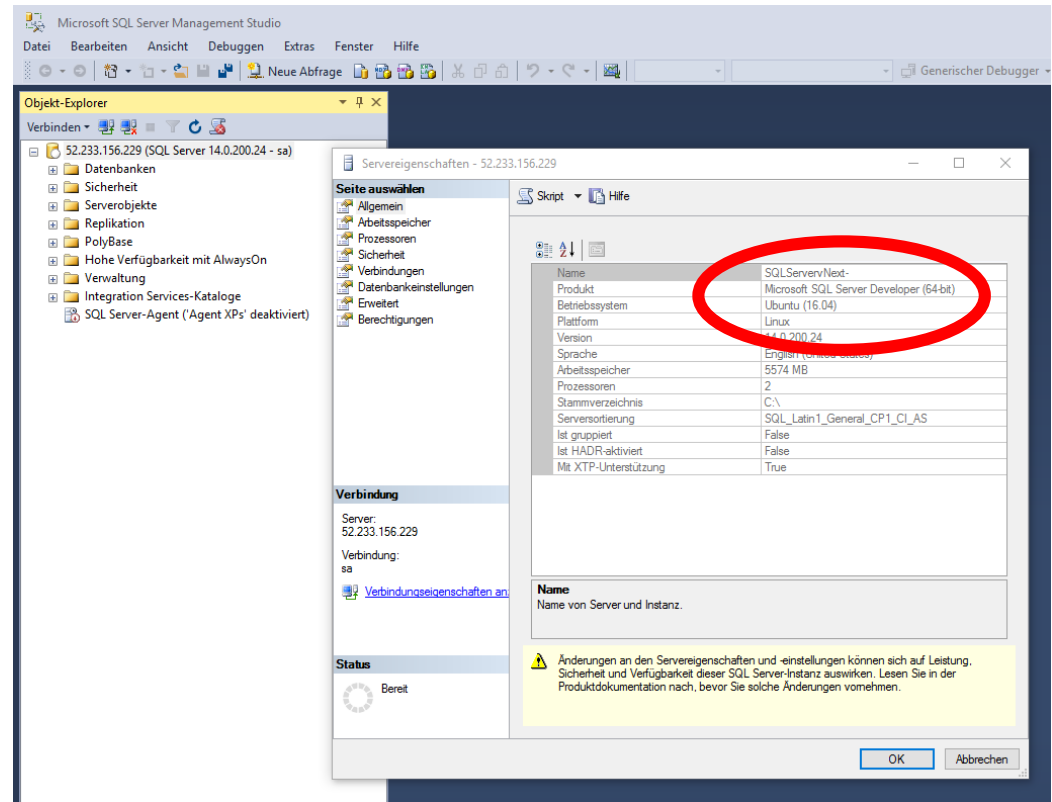 Microsoft SQL Server Management Studio
Datei Bearbeiten Ansicht Debuggen Extras Fenster Hilfe
Neue Abfrage Generischer Debugger
Objekt-Explorer
Verbinden
52.233.156.229 (SQL Server 14.0.200.24 - sa)
Datenbanken
Sicherheit
Serverobjekte
Replikation
PolyBase
Hohe Verfügbarkeit mit AlwaysOn
Verwaltung
Integration Services-Kataloge
SQL Server-Agent ('Agent XPs' deaktiviert)
Servereigenschaften - 52.233.156.229
Seite auswählen
Allgemein
Arbeitsspeicher
Prozessoren
Sicherheit
Verbindungen
Datenbankeinstellungen
Erweitert
Berechtigungen
Verbindung
Server:
52.233.156.229
Verbindung:
sa
Verbindungseigenschaften an
Status
Bereit
Skript Hilfe
Name SQLServervNext-
Produkt Microsoft SQL Server Developer (64-bit)
Betriebssystem Ubuntu (16.04)
Plattform Linux
Version 14.0.200.24
Sprache English (United States)
Arbeitsspeicher 5574 MB
Prozessoren 2
Stammverzeichnis C:\
Serversortierung SQL_Latin1_General_CP1_CI_AS
Ist gruppiert False
Ist HADR-aktiviert False
Mit XTP-Unterstützung True
Name
Name von Server und Instanz.
Änderungen an den Servereigenschaften und -einstellungen können sich auf Leistung,
Sicherheit und Verfügbarkeit dieser SQL Server-Instanz auswirken. Lesen Sie in der
Produktdokumentation nach, bevor Sie solche Änderungen vornehmen.
OK Abbrechen